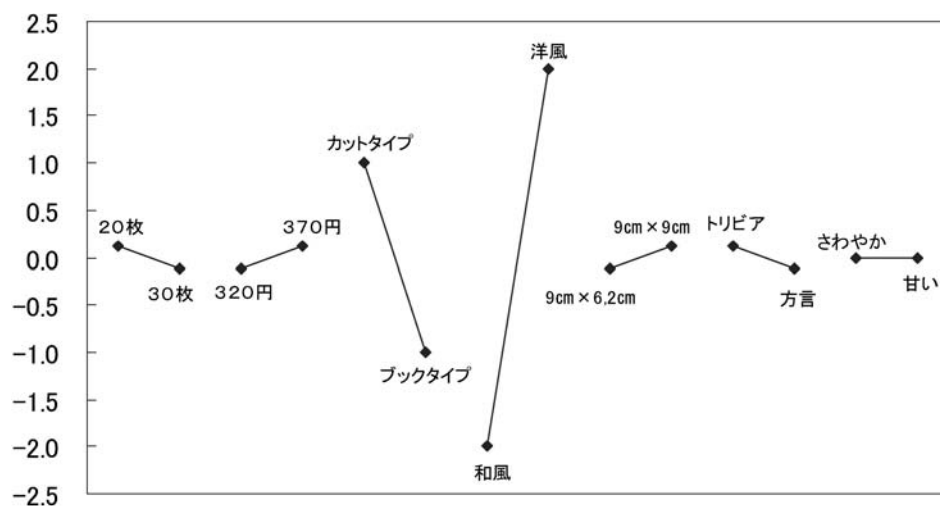 2.5
2.0
1.5
1.0
0.5
0.0
-0.5
-1.0
-1.5
-2.0
-2.5
20枚
30枚
320円
370円
カットタイプ
ブックタイプ
和風
洋風
9cm×6,2cm
9cm×9cm
トリビア
方言
さわやか
甘い